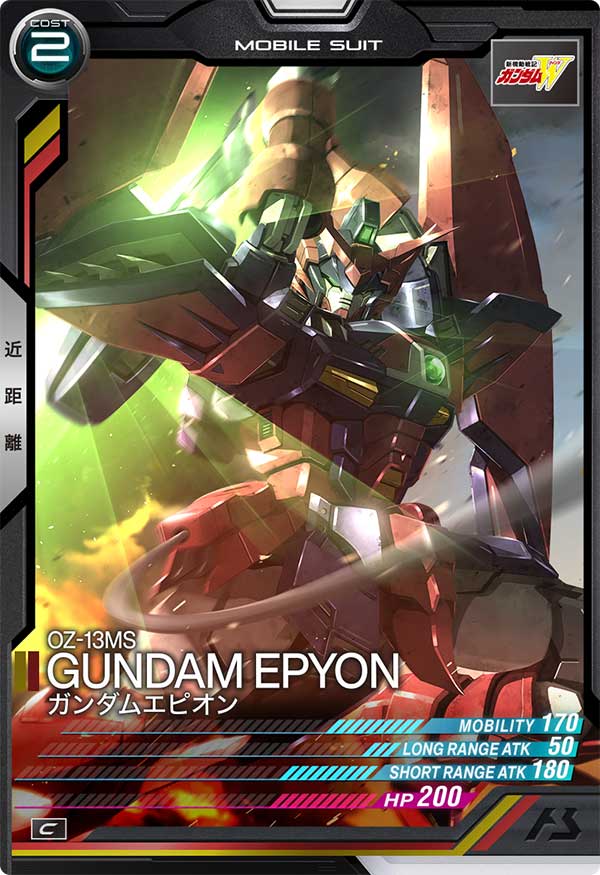 COST
2
MOBILE SUIT
新機動戦記
ガンダムW
近距離
OZ-13MS
GUNDAM EPYON
ガンダムエピオン
MOBILITY 170
LONG RANGE ATK 50
SHORT RANGE ATK 180
HP 200
C